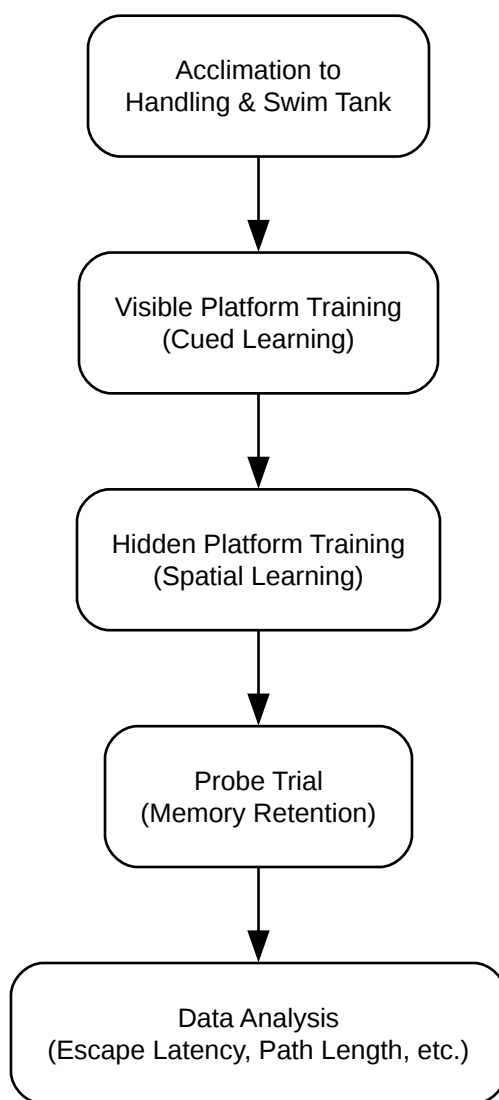 Acclimation to
Handling & Swim Tank
Visible Platform Training
(Cued Learning)
Hidden Platform Training
(Spatial Learning)
Probe Trial
(Memory Retention)
Data Analysis
(Escape Latency, Path Length, etc.)